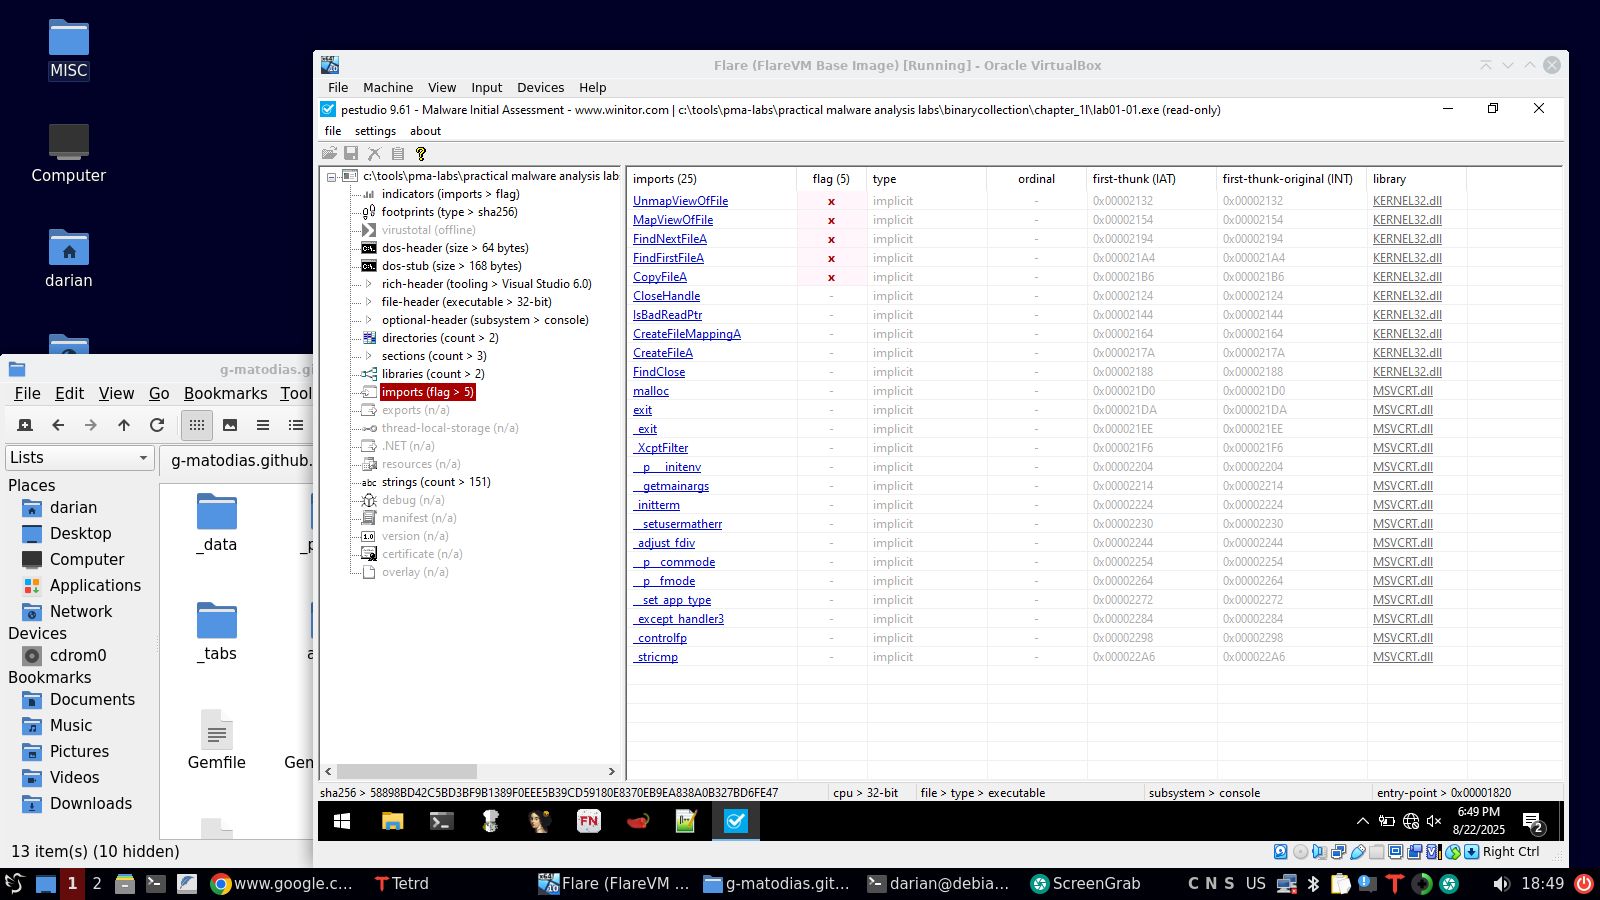 MISC
Computer
darian
Flare (FlareVM Base Image) [Running] - Oracle VirtualBox
File Machine View Input Devices Help
pestudio 9.61 - Malware Initial Assessment - www.winitor.com | c:\tools\pma-labs\practical malware analysis labs\binarycollection\chapter_1l\lab01-01.exe (read-only)
file settings about
c:\tools\pma-labs\practical malware analysis lab
indicators (imports > flag)
footprints (type > sha256)
virustotal (offline)
dos-header (size > 64 bytes)
dos-stub (size > 168 bytes)
rich-header (tooling > Visual Studio 6.0)
file-header (executable > 32-bit)
optional-header (subsystem > console)
directories (count > 2)
sections (count > 3)
libraries (count > 2)
imports (flag > 5)
exports (n/a)
thread-local-storage (n/a)
.NET (n/a)
resources (n/a)
strings (count > 151)
debug (n/a)
manifest (n/a)
version (n/a)
certificate (n/a)
overlay (n/a)
imports (25) flag (5) type ordinal first-thunk (IAT) first-thunk-original (INT) library
UnmapViewOfFile x implicit - 0x00002132 0x00002132 KERNEL32.dll
MapViewOfFile x implicit - 0x00002154 0x00002154 KERNEL32.dll
FindNextFileA x implicit - 0x00002194 0x00002194 KERNEL32.dll
FindFirstFileA x implicit - 0x000021A4 0x000021A4 KERNEL32.dll
CopyFileA x implicit - 0x000021B6 0x000021B6 KERNEL32.dll
CloseHandle - implicit - 0x00002124 0x00002124 KERNEL32.dll
IsBadReadPtr - implicit - 0x00002144 0x00002144 KERNEL32.dll
CreateFileMappingA - implicit - 0x00002164 0x00002164 KERNEL32.dll
CreateFileA - implicit - 0x0000217A 0x0000217A KERNEL32.dll
FindClose - implicit - 0x00002188 0x00002188 KERNEL32.dll
malloc - implicit - 0x000021D0 0x000021D0 MSVCRT.dll
exit - implicit - 0x000021DA 0x000021DA MSVCRT.dll
_exit - implicit - 0x000021EE 0x000021EE MSVCRT.dll
_XcptFilter - implicit - 0x000021F6 0x000021F6 MSVCRT.dll
__p___initenv - implicit - 0x00002204 0x00002204 MSVCRT.dll
__getmainargs - implicit - 0x00002214 0x00002214 MSVCRT.dll
_initterm - implicit - 0x00002224 0x00002224 MSVCRT.dll
__setusermatherr - implicit - 0x00002230 0x00002230 MSVCRT.dll
_adjust_fdiv - implicit - 0x00002244 0x00002244 MSVCRT.dll
__p__commode - implicit - 0x00002254 0x00002254 MSVCRT.dll
__p__fmode - implicit - 0x00002264 0x00002264 MSVCRT.dll
__set_app_type - implicit - 0x00002272 0x00002272 MSVCRT.dll
_except_handler3 - implicit - 0x00002284 0x00002284 MSVCRT.dll
_controlfp - implicit - 0x00002298 0x00002298 MSVCRT.dll
_stricmp - implicit - 0x000022A6 0x000022A6 MSVCRT.dll
sha256 > 58898BD42C5BD3BF9B1389F0EEE5B39CD59180E8370EB9EA838A0B327BD6FE47 cpu > 32-bit file > type > executable subsystem > console entry-point > 0x00001820
6:49 PM
8/22/2025
2
Right Ctrl
g-matodias.gi
File Edit View Go Bookmarks Tool
Lists
g-matodias.github.
Places
darian
Desktop
Computer
Applications
Network
Devices
cdrom0
Bookmarks
Documents
Music
Pictures
Videos
Downloads
_data
_p
_tabs
a
Gemfile
Gem
13 item(s) (10 hidden)
1 2 www.google.c... Tetrd Flare (FlareVM ... g-matodias.git... darian@debia... ScreenGrab C N S US 18:49